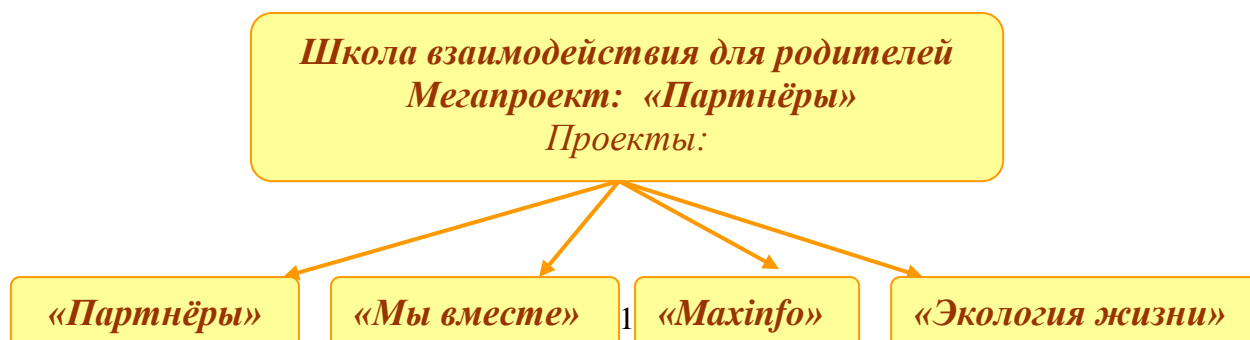 Школа взаимодействия для родителей
Мегапроект: «Партнёры»
Проекты:
«Партнёры»
«Мы вместе»
1
«Maxinfo»
«Экология жизни»